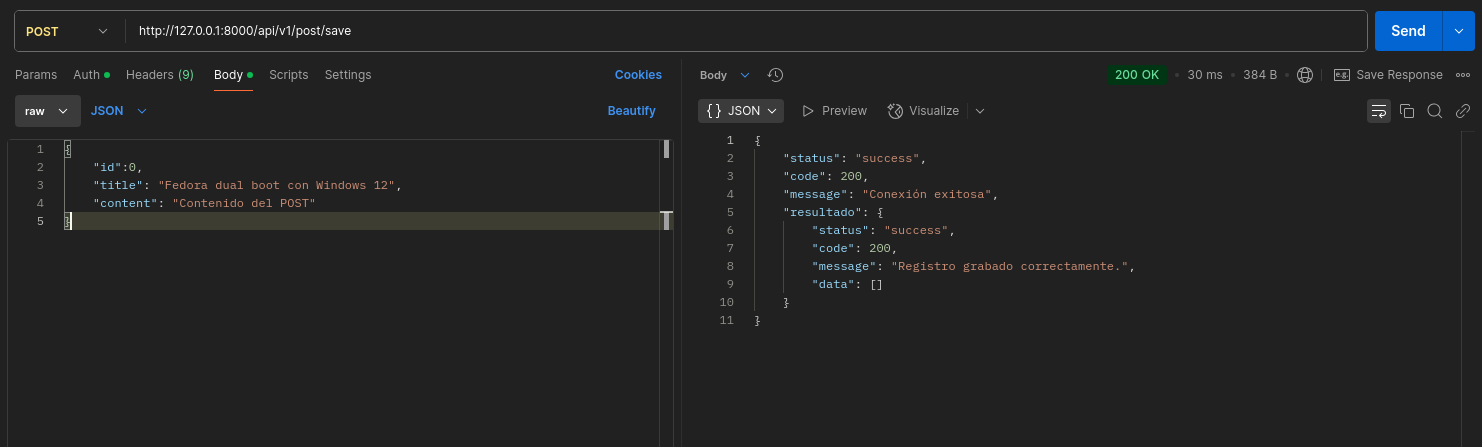 POST http://127.0.0.1:8000/api/v1/post/save Send
Params Auth Headers (9) Body Scripts Settings Cookies
raw JSON Beautify
1 {
2 "id":0,
3 "title": "Fedora dual boot con Windows 12",
4 "content": "Contenido del POST"
5 }
Body 200 OK 30 ms 384 B e.g. Save Response
{} JSON Preview Visualize
1 {
2 "status": "success",
3 "code": 200,
4 "message": "Conexión exitosa",
5 "resultado": {
6 "status": "success",
7 "code": 200,
8 "message": "Registro grabado correctamente.",
9 "data": []
10 }
11 }